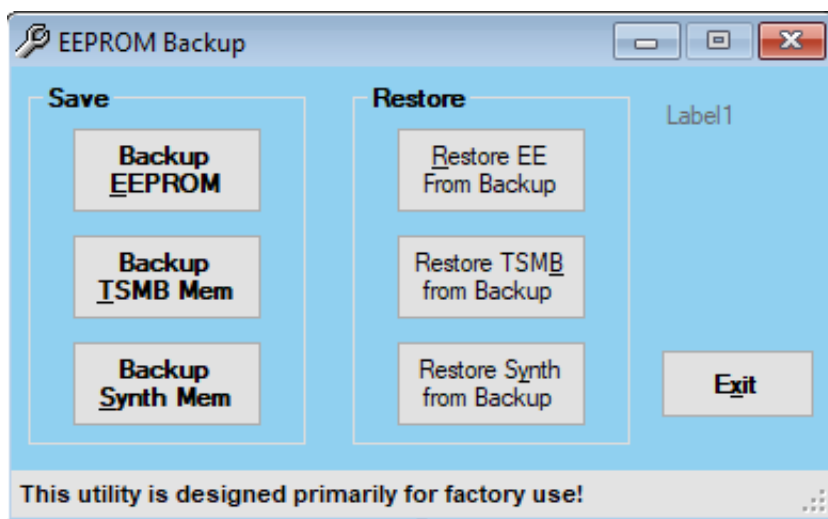 EEPROM Backup
Save
Backup
EEPROM
Backup
TSMB Mem
Backup
Synth Mem
Restore
Restore EE
From Backup
Restore TSMB
from Backup
Restore Synth
from Backup
Label1
Exit
This utility is designed primarily for factory use!